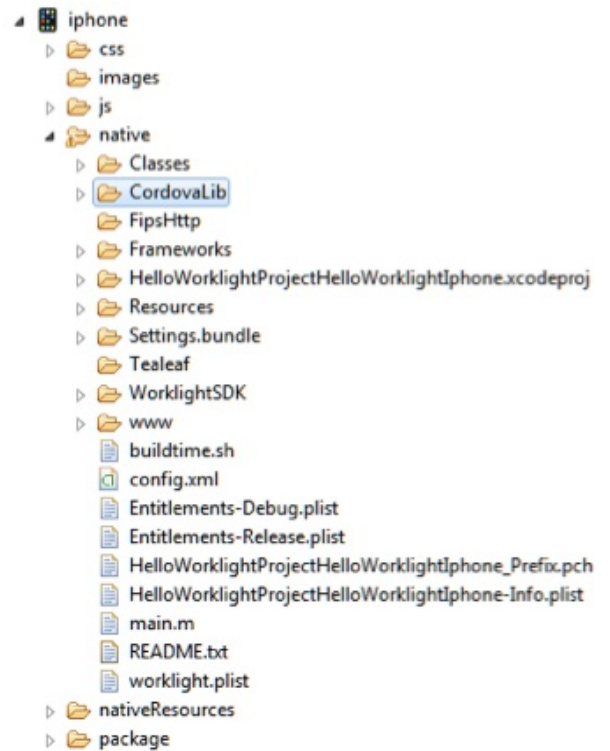 iphone
css
images
js
native
Classes
CordovaLib
FipsHttp
Frameworks
HelloWorklightProjectHelloWorklightIphone.xcodeproj
Resources
Settings.bundle
Tealeaf
WorklightSDK
www
buildtime.sh
config.xml
Entitlements-Debug.plist
Entitlements-Release.plist
HelloWorklightProjectHelloWorklightIphone_Prefix.pch
HelloWorklightProjectHelloWorklightIphone-Info.plist
main.m
README.txt
worklight.plist
nativeResources
package